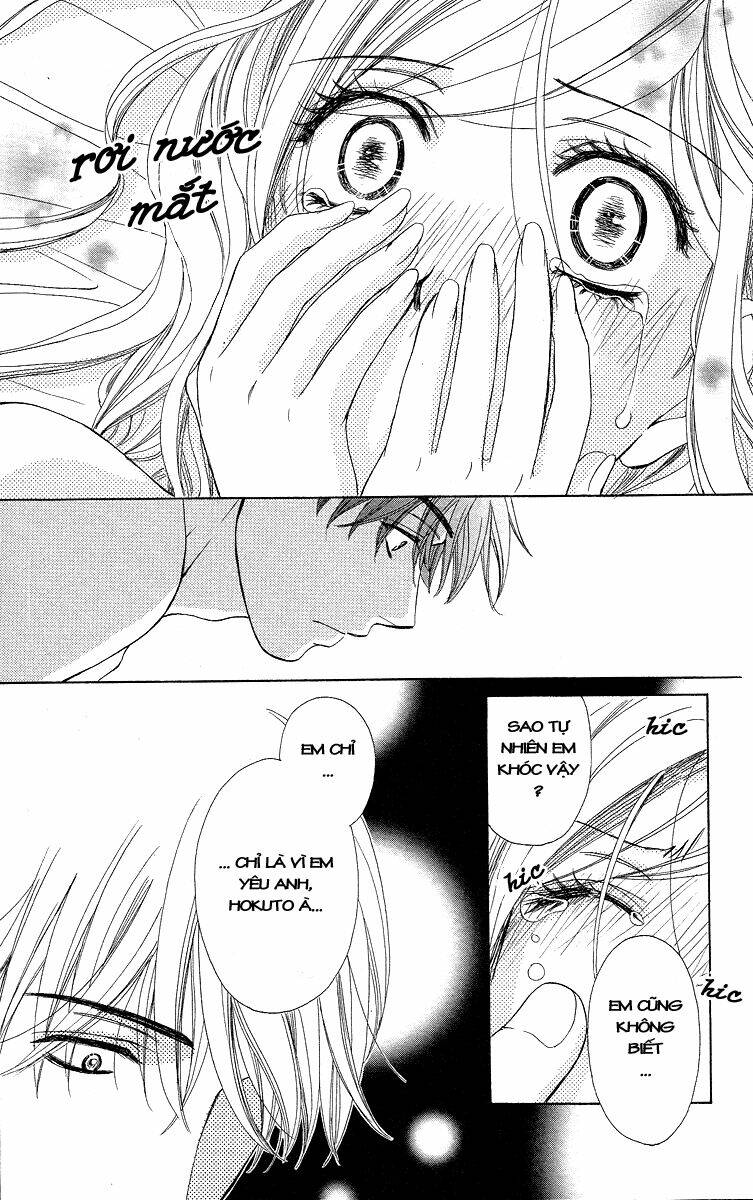 rơi nước
mắt
SAO TỰ
NHIÊN EM
KHÓC VẬY
?
hic
hic
hic
EM CŨNG
KHÔNG
BIẾT
...
EM CHỈ
...
... CHỈ LÀ VÌ EM
YÊU ANH,
HOKUTO À...